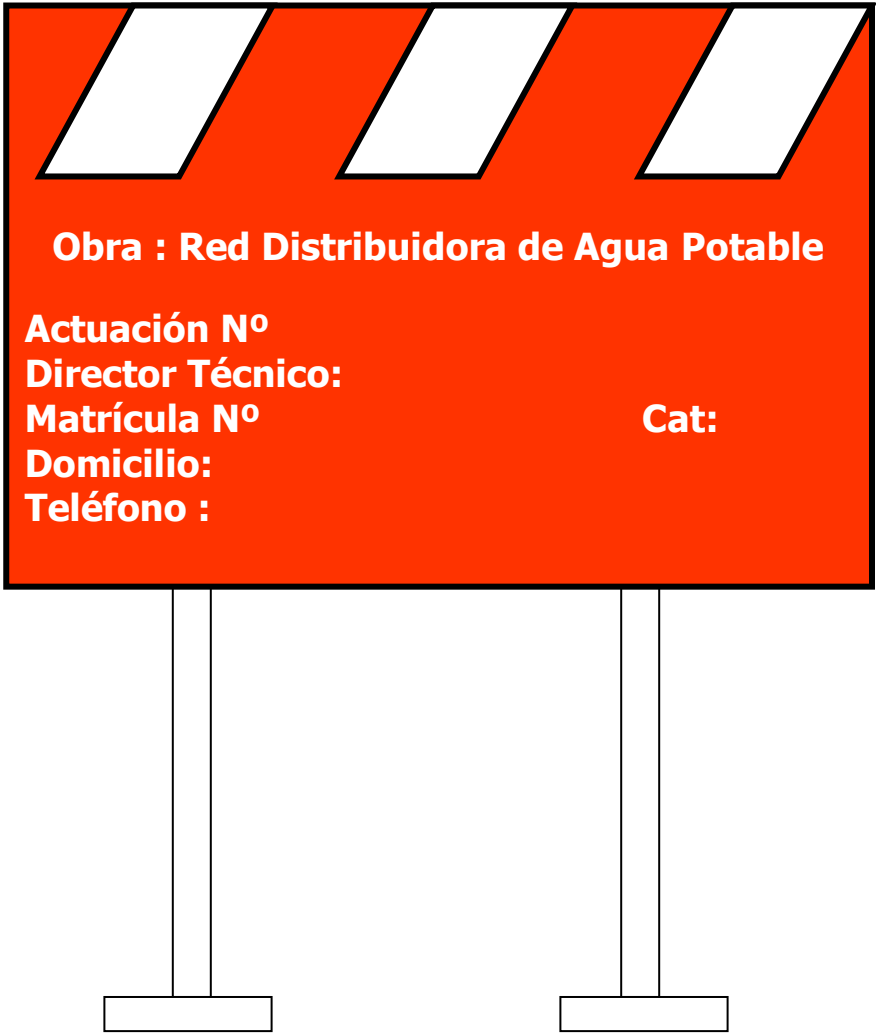 Obra : Red Distribuidora de Agua Potable
Actuación Nº
Director Técnico:
Matrícula Nº Cat:
Domicilio:
Teléfono :